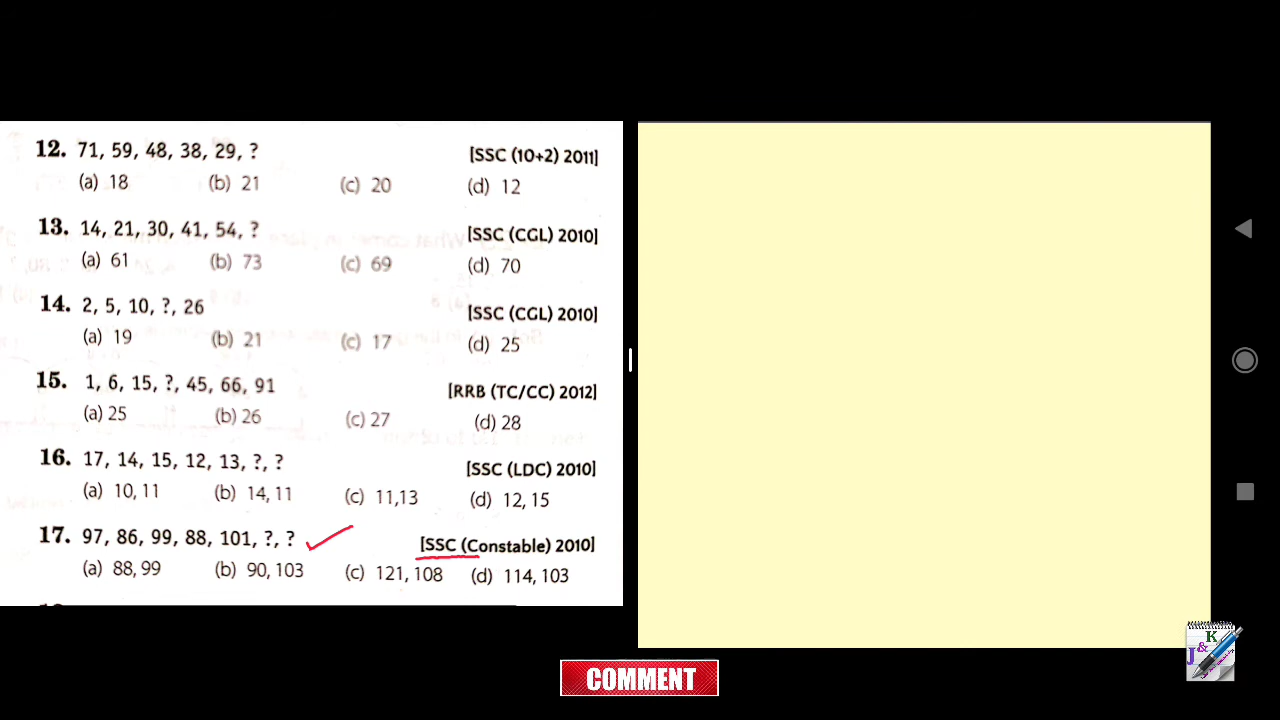 12. 71, 59, 48, 38, 29, ? [SSC (10+2) 2011]
(a) 18 (b) 21 (c) 20 (d) 12
13. 14, 21, 30, 41, 54, ? [SSC (CGL) 2010]
(a) 61 (b) 73 (c) 69 (d) 70
14. 2, 5, 10, ?, 26 [SSC (CGL) 2010]
(a) 19 (b) 21 (c) 17 (d) 25
15. 1, 6, 15, ?, 45, 66, 91 [RRB (TC/CC) 2012]
(a) 25 (b) 26 (c) 27 (d) 28
16. 17, 14, 15, 12, 13, ?, ? [SSC (LDC) 2010]
(a) 10, 11 (b) 14, 11 (c) 11,13 (d) 12, 15
17. 97, 86, 99, 88, 101, ?, ? [SSC (Constable) 2010]
(a) 88, 99 (b) 90, 103 (c) 121, 108 (d) 114, 103
J&K
COMMENT